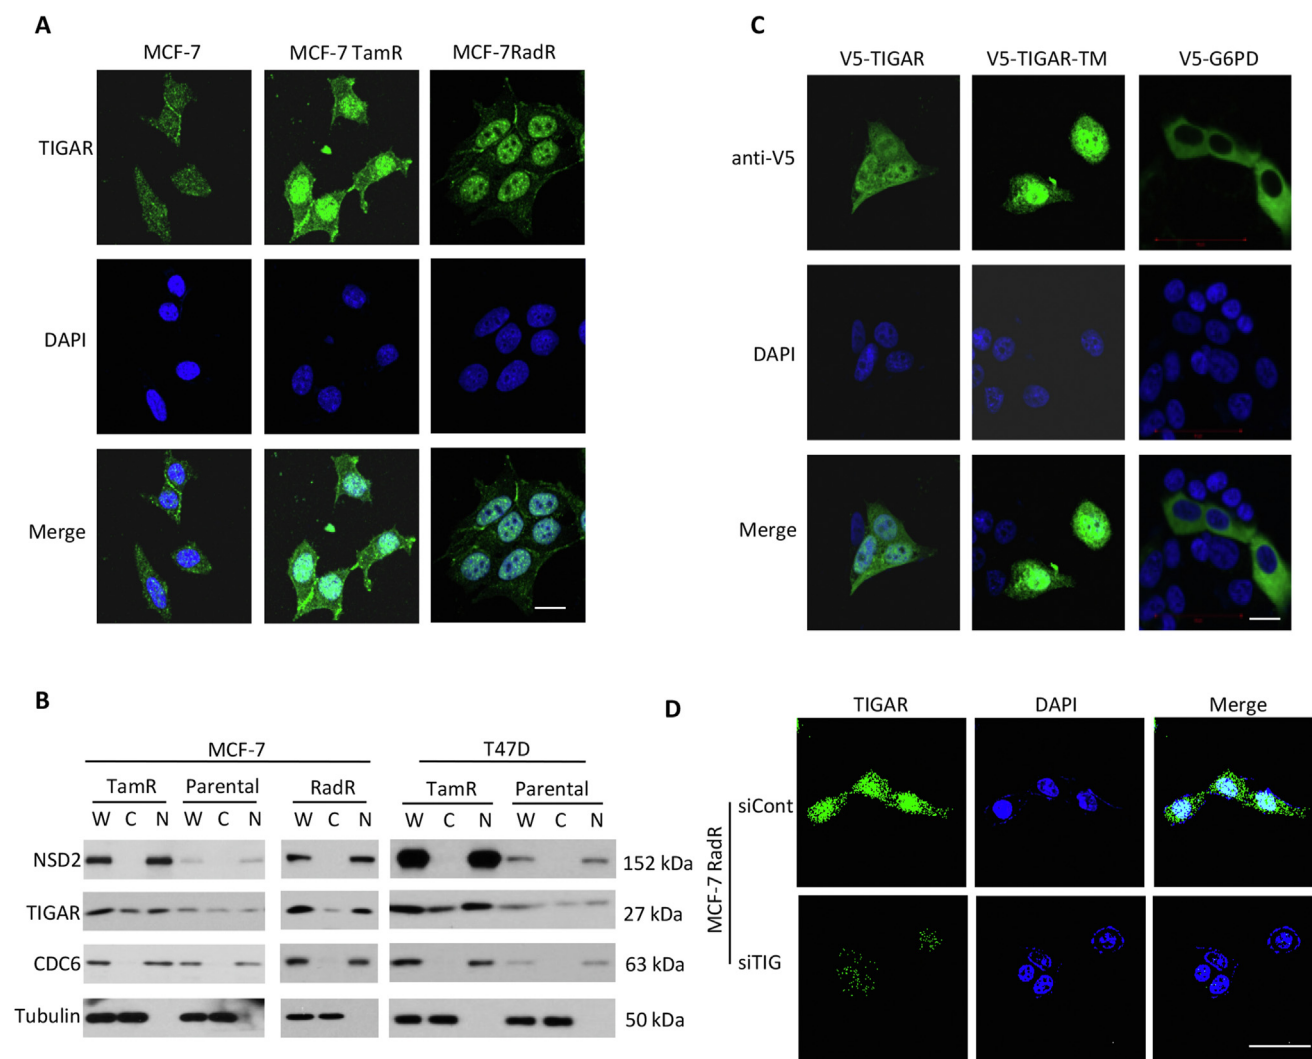 A
MCF-7 MCF-7 TamR MCF-7RadR
TIGAR
DAPI
Merge
C
V5-TIGAR V5-TIGAR-TM V5-G6PD
anti-V5
DAPI
Merge
B
MCF-7 T47D
TamR Parental RadR TamR Parental
W C N W C N W C N W C N W C N
NSD2 152 kDa
TIGAR 27 kDa
CDC6 63 kDa
Tubulin 50 kDa
D
TIGAR DAPI Merge
MCF-7 RadR
siCont
siTIG